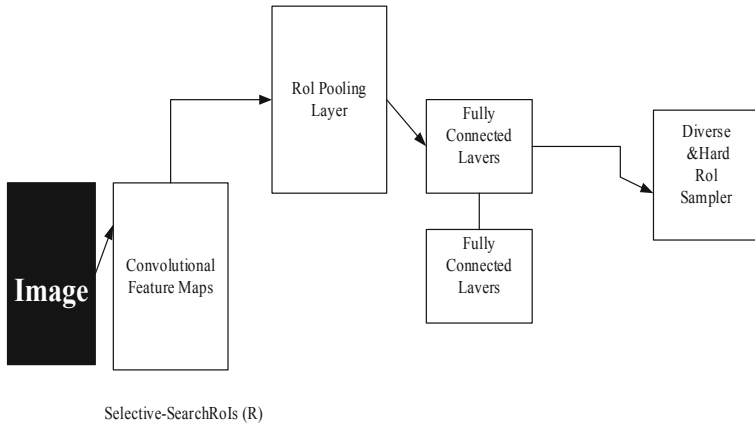 Image
Convolutional
Feature Maps
RoI Pooling
Layer
Fully
Connected
Lavers
Fully
Connected
Lavers
Diverse
&Hard
RoI
Sampler
Selective-SearchRoIs (R)